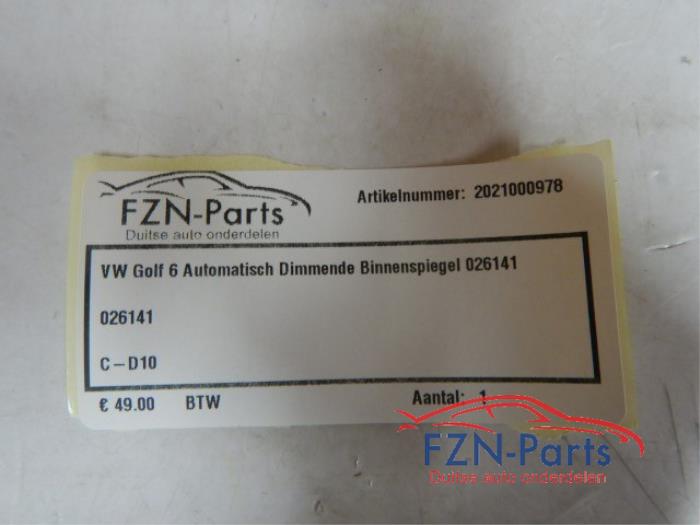 FZN-Parts
Duitse auto onderdelen
Artikelnummer: 2021000978
VW Golf 6 Automatisch Dimmende Binnenspiegel 026141
026141
C-D10
€ 49.00 BTW Aantal: 1
FZN-Parts
Duitse auto onderdelen